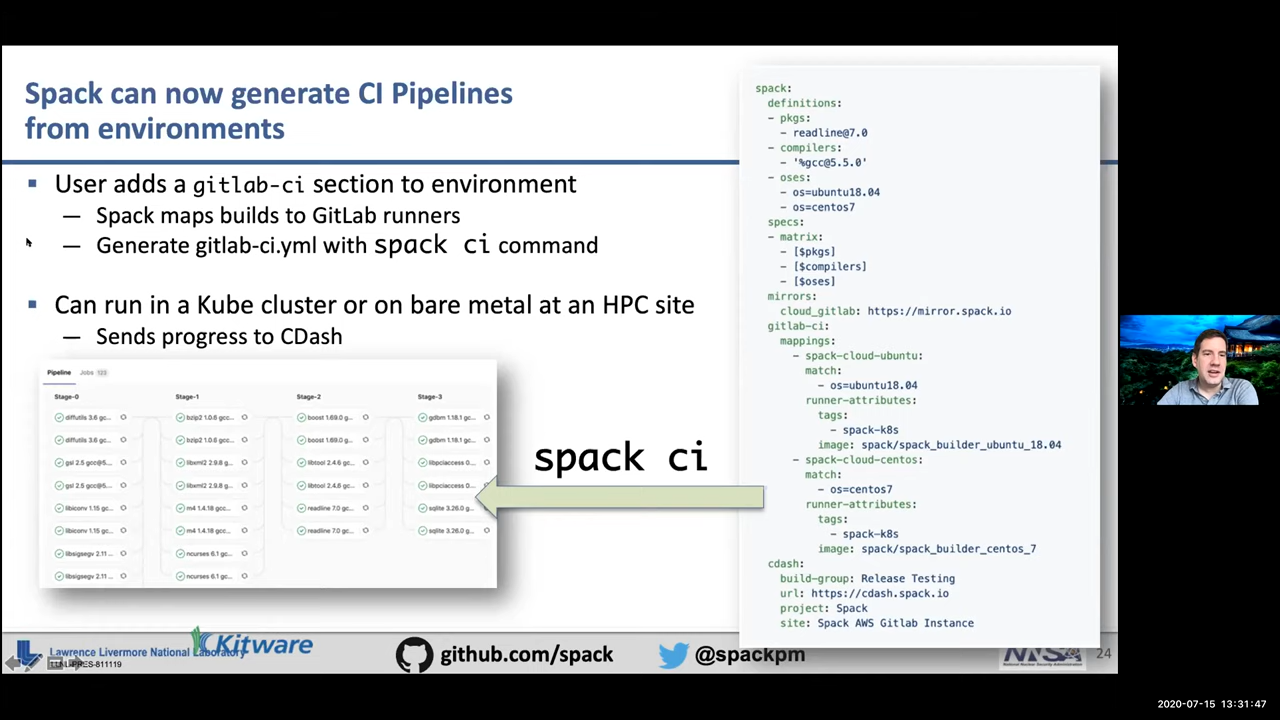 Spack can now generate CI Pipelines
from environments
▪ User adds a gitlab-ci section to environment
— Spack maps builds to GitLab runners
— Generate gitlab-ci.yml with spack ci command
▪ Can run in a Kube cluster or on bare metal at an HPC site
— Sends progress to CDash
Pipeline Jobs 123
Stage-0 Stage-1 Stage-2 Stage-3
diffutils 3.6 gcc... bzip2 1.0.6 gcc... boost 1.69.0 g... gdbm 1.18.1 g...
diffutils 3.6 gcc... bzip2 1.0.6 gcc... boost 1.69.0 g... gdbm 1.18.1 g...
gsl 2.5 gcc@5... libxml2 2.9.8 g... libtool 2.4.6 g... libpciaccess 0...
gsl 2.5 gcc@5... libxml2 2.9.8 g... libtool 2.4.6 g... libpciaccess 0...
libiconv 1.15 gc... m4 1.4.18 gcc... readline 7.0 gc... sqlite 3.26.0 g...
libiconv 1.15 gc... m4 1.4.18 gcc... readline 7.0 gc... sqlite 3.26.0 g...
libsigsegv 2.11 ... ncurses 6.1 gc...
libsigsegv 2.11 ... ncurses 6.1 gc...
spack ci
spack:
definitions:
- pkgs:
- readline@7.0
- compilers:
- '%gcc@5.5.0'
- oses:
- os=ubuntu18.04
- os=centos7
specs:
- matrix:
- [$pkgs]
- [$compilers]
- [$oses]
mirrors:
cloud_gitlab: https://mirror.spack.io
gitlab-ci:
mappings:
- spack-cloud-ubuntu:
match:
- os=ubuntu18.04
runner-attributes:
tags:
- spack-k8s
image: spack/spack_builder_ubuntu_18.04
- spack-cloud-centos:
match:
- os=centos7
runner-attributes:
tags:
- spack-k8s
image: spack/spack_builder_centos_7
cdash:
build-group: Release Testing
url: https://cdash.spack.io
project: Spack
site: Spack AWS Gitlab Instance
Lawrence Livermore National Laboratory
LLNL-PRES-811119
Kitware
github.com/spack
@spackpm
NNSA
National Nuclear Security Administration
24
2020-07-15 13:31:47